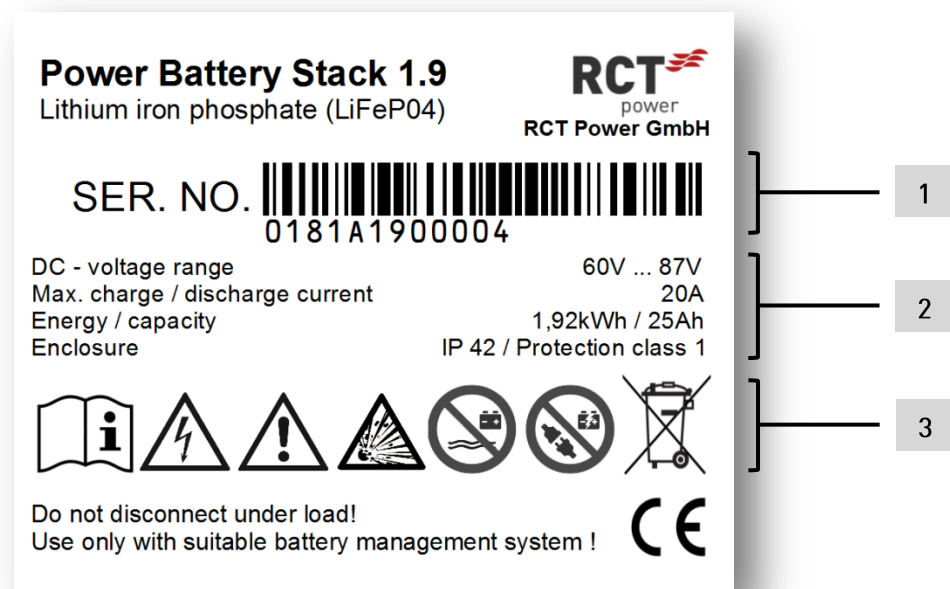 Power Battery Stack 1.9
Lithium iron phosphate (LiFeP04)
RCT
power
RCT Power GmbH
SER. NO.
0181A1900004
1
DC - voltage range 60V ... 87V
Max. charge / discharge current 20A
Energy / capacity 1,92kWh / 25Ah
Enclosure IP 42 / Protection class 1
2
i
3
Do not disconnect under load!
Use only with suitable battery management system !
CE